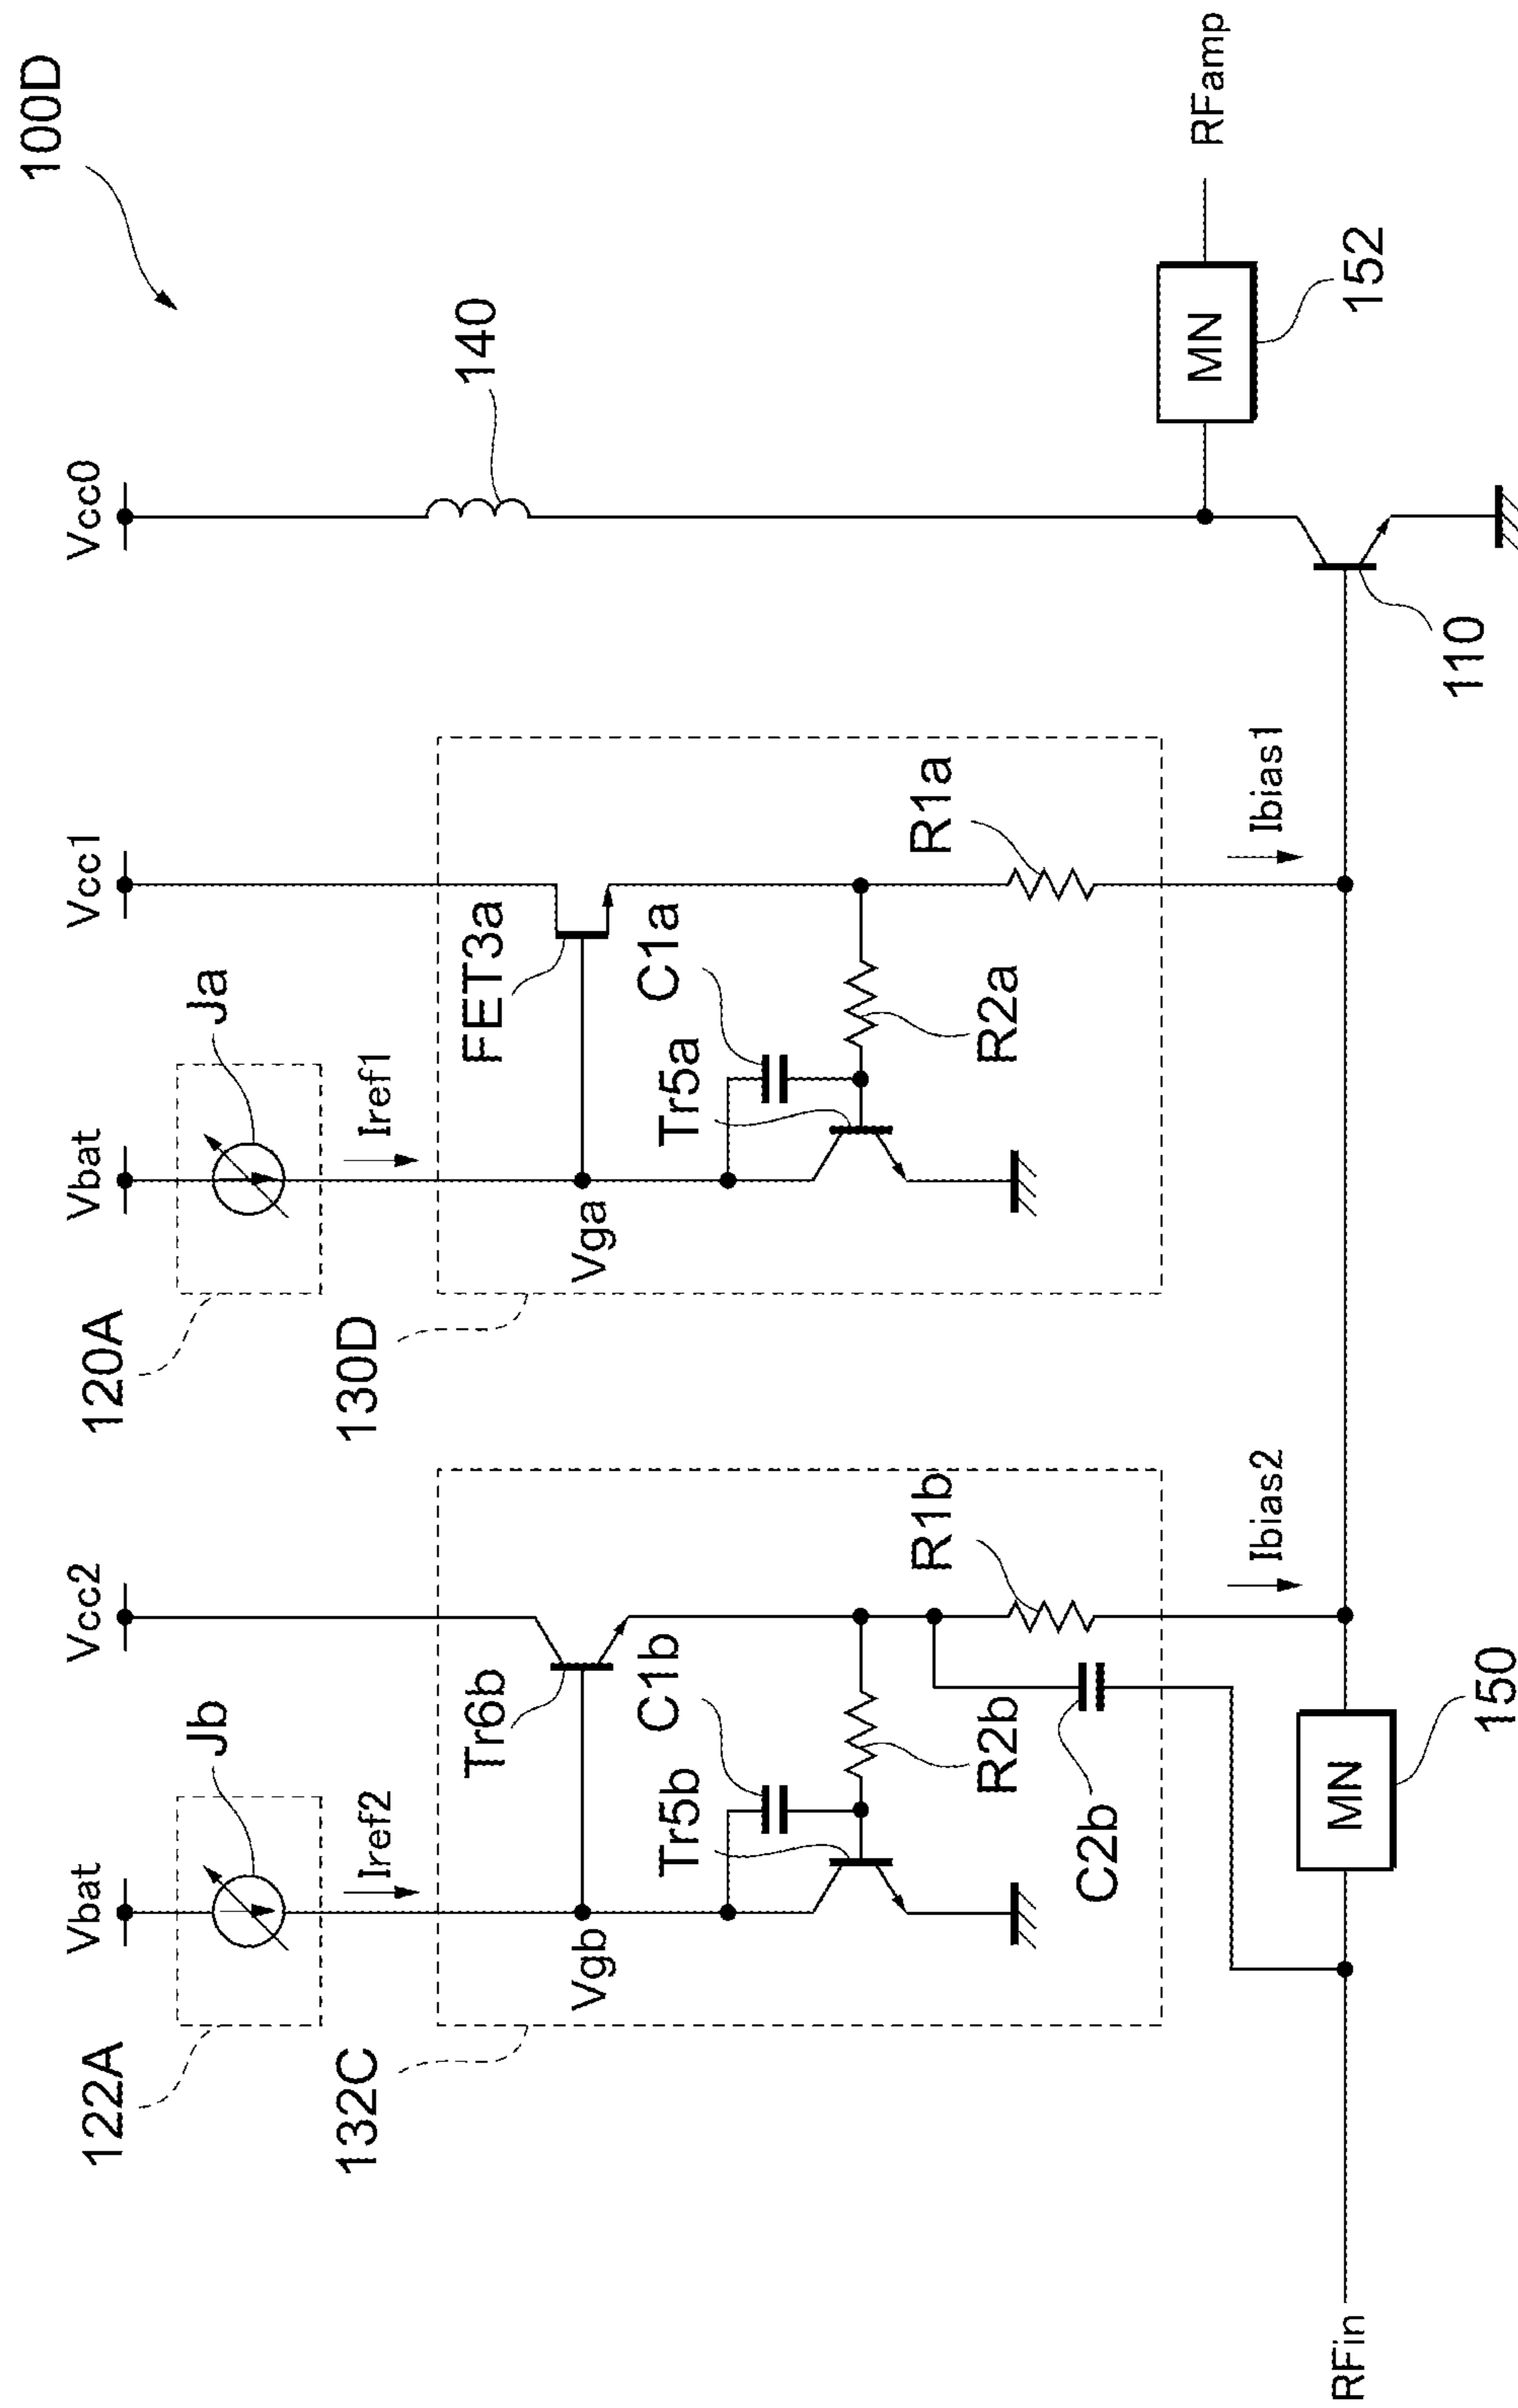 100D
Vcc0
140
RFamp
MN
152
110
Vcc1
Vbat
Ja
120A
Iref1
FET3a
C1a
R1a
Tr5a
R2a
Vga
130D
Ibias1
Vcc2
Vbat
Jb
122A
Iref2
Tr6b
C1b
R1b
Tr5b
R2b
C2b
Vgb
132C
Ibias2
MN
150
RFin